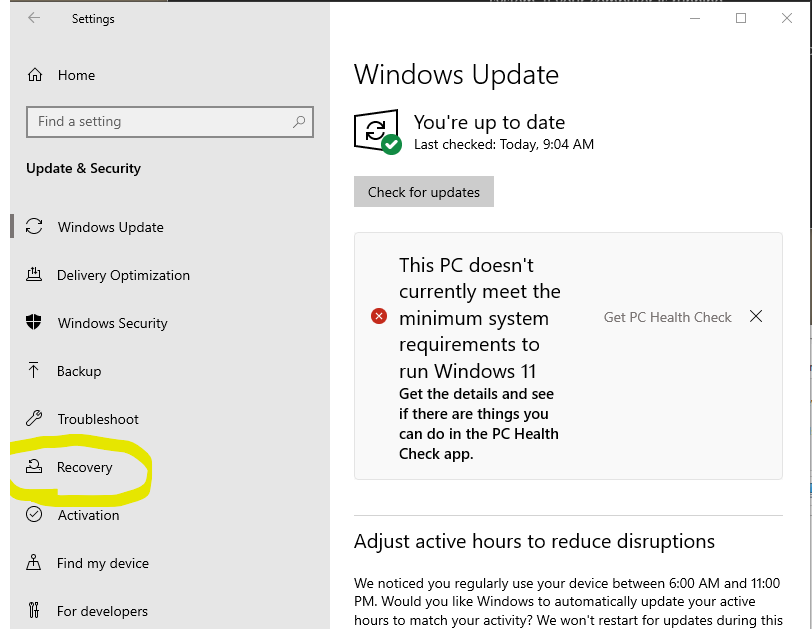 Settings
Home
Find a setting
Update & Security
Windows Update
Delivery Optimization
Windows Security
Backup
Troubleshoot
Recovery
Activation
Find my device
For developers
Windows Update
You're up to date
Last checked: Today, 9:04 AM
Check for updates
This PC doesn't
currently meet the
minimum system
requirements to
run Windows 11
Get the details and see
if there are things you
can do in the PC Health
Check app.
Get PC Health Check
Adjust active hours to reduce disruptions
We noticed you regularly use your device between 6:00 AM and 11:00
PM. Would you like Windows to automatically update your active
hours to match your activity? We won't restart for updates during this